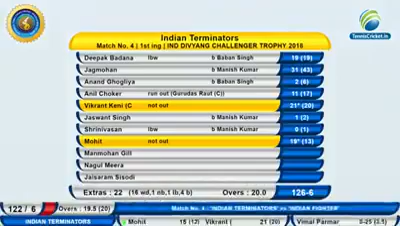 Indian Terminators
Match No. 4 | 1st ing | IND DIVYANG CHALLENGER TROPHY 2018
TennisCricket.in
Deepak Badana lbw b Baban Singh 19 (19)
Jagmohan b Manish Kumar 31 (43)
Anand Ghogliya b Baban Singh 2 (6)
Anil Choker run out (Gurudas Raut (C)) 11 (17)
Vikrant Keni (C not out 21* (20)
Jaswant Singh b Manish Kumar 1 (2)
Shrinivasan lbw b Manish Kumar 0 (1)
Mohit not out 19* (13)
Manmohan Gill
Nagul Meera
Jaisaram Sisodi
Extras : 22 (16 wd,1 nb,1 lb,4 b) Overs : 20.0 126-6
122 / 6 Overs : 19.5 (20) Match No. 4 - "INDIAN TERMINATORS" vs "INDIAN FIGHTER"
INDIAN TERMINATORS Mohit 15 (12) Vikrant ( 21 (20) Vimal Parmar 0-25 (2.5)